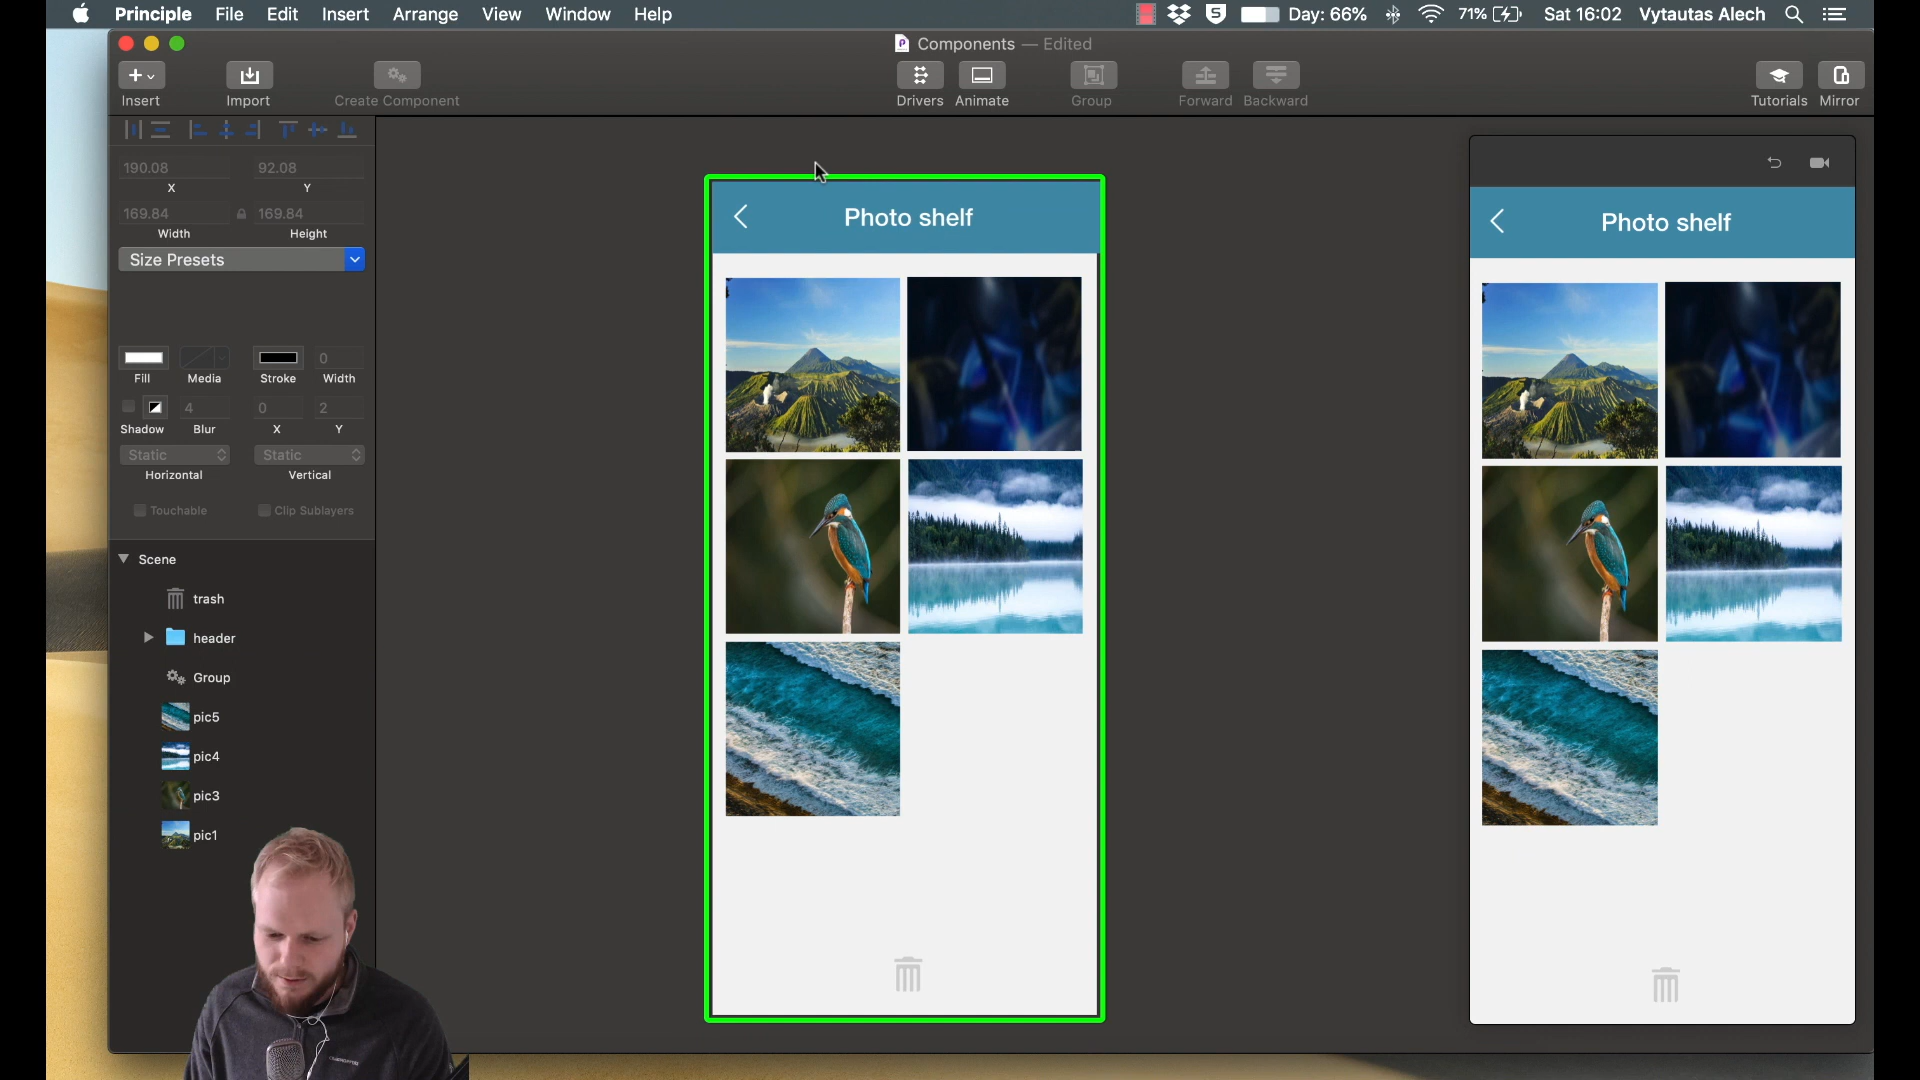 Principle File Edit Insert Arrange View Window Help
S Day: 66% 71% Sat 16:02 Vytautas Alech
Components — Edited
Insert Import Create Component Drivers Animate Group Forward Backward Tutorials Mirror
190.08 92.08
X Y
169.84 169.84
Width Height
Size Presets
0
Fill Media Stroke Width
4 0 2
Shadow Blur X Y
Static Static
Horizontal Vertical
Touchable Clip Sublayers
Scene
trash
header
Group
pic5
pic4
pic3
pic1
Photo shelf
Photo shelf